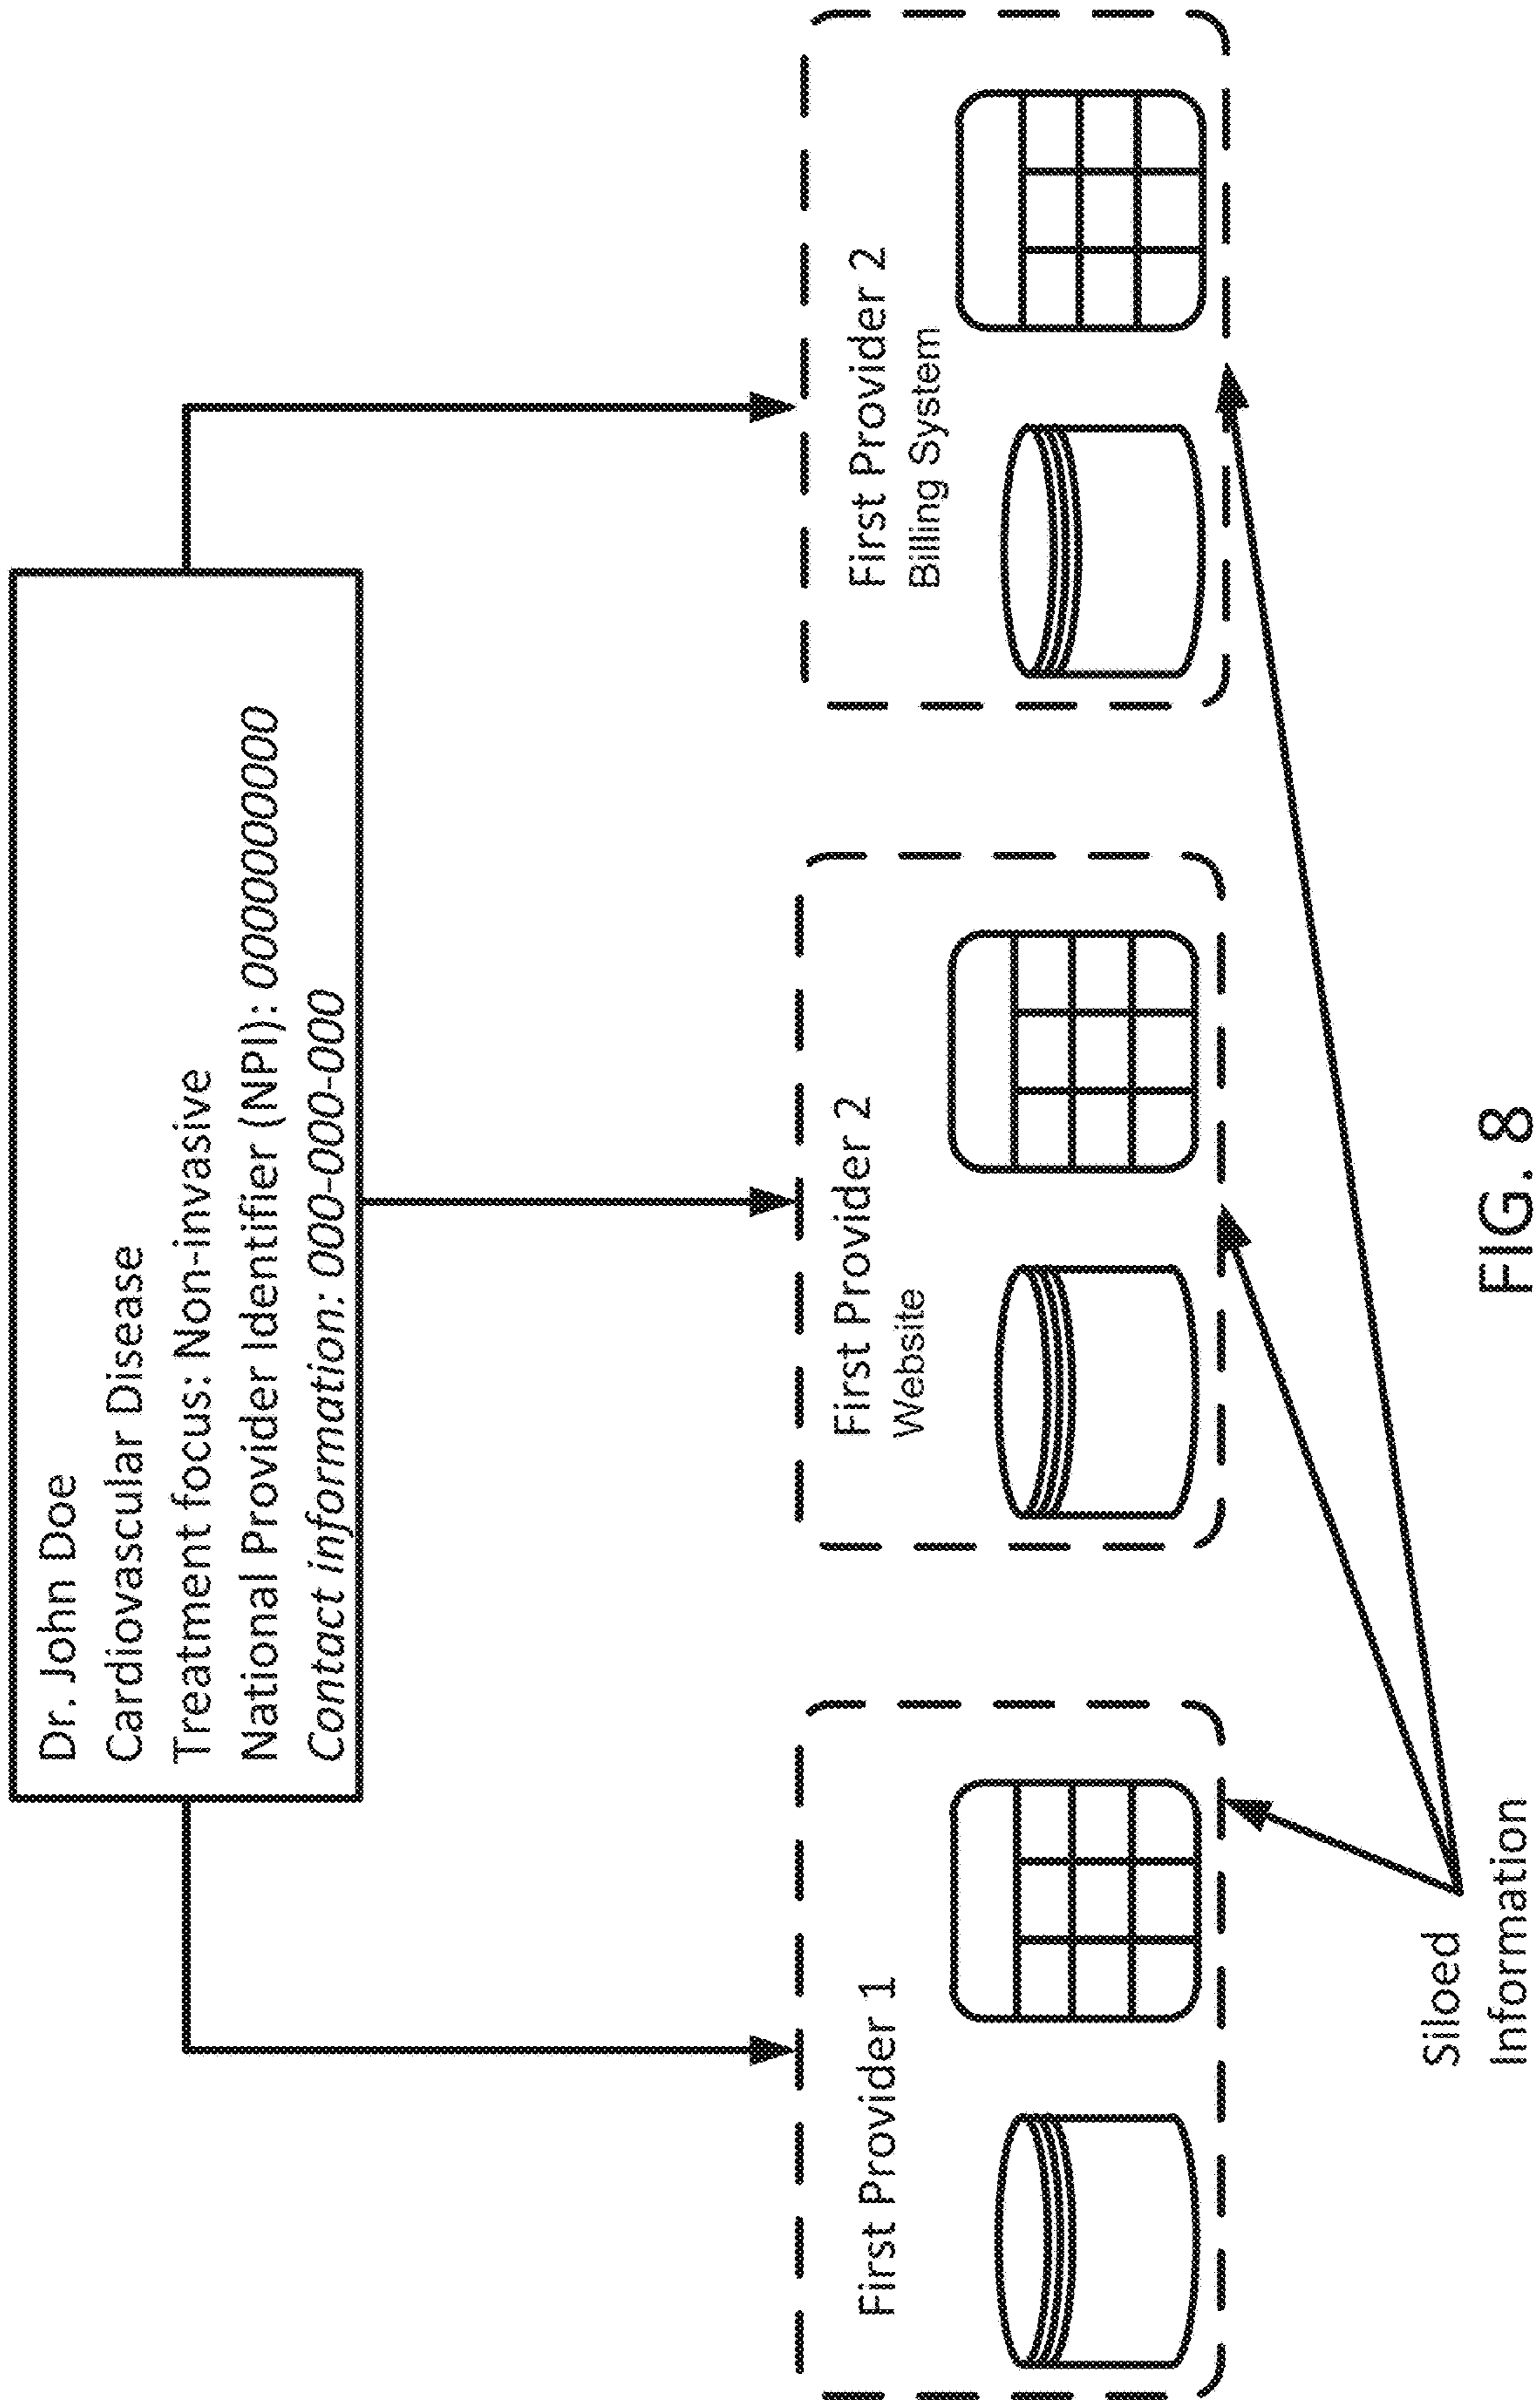 Dr. John Doe
Cardiovascular Disease
Treatment focus: Non-invasive
National Provider Identifier (NPI): 0000000000
Contact information: 000-000-000
First Provider 1
First Provider 2
Website
First Provider 2
Billing System
Siloed
Information
FIG. 8